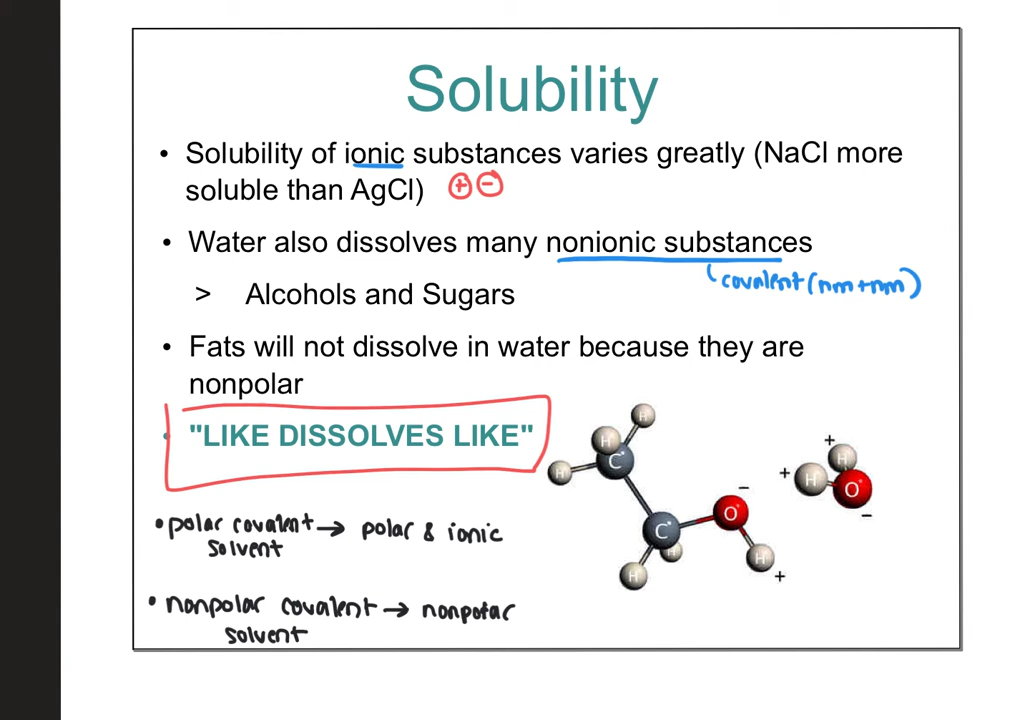 Solubility
• Solubility of ionic substances varies greatly (NaCl more
soluble than AgCl) + −
• Water also dissolves many nonionic substances
covalent (nm+nm)
> Alcohols and Sugars
• Fats will not dissolve in water because they are
nonpolar
• "LIKE DISSOLVES LIKE"
• polar covalent → polar & ionic
solvent
• nonpolar covalent → nonpolar
solvent
H
H
H
C
C
H
H
O
−
H
+
+
+
H
H
O
−